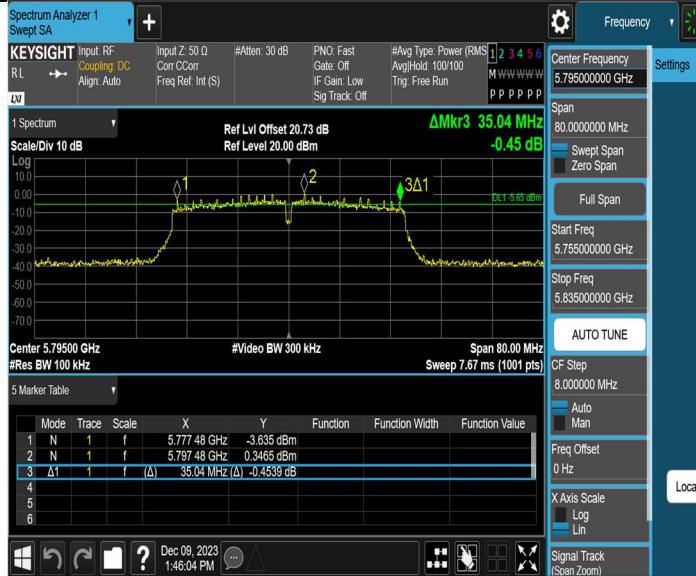 Spectrum Analyzer 1
Swept SA
+
Frequency
KEYSIGHT
RL
LXI
Input: RF
Coupling: DC
Align: Auto
Input Z: 50 Ω
Corr CCorr
Freq Ref: Int (S)
#Atten: 30 dB
PNO: Fast
Gate: Off
IF Gain: Low
Sig Track: Off
#Avg Type: Power (RMS
Avg|Hold: 100/100
Trig: Free Run
1 2 3 4 5 6
M W W W W W
P P P P P P
1 Spectrum
Scale/Div 10 dB
Ref Lvl Offset 20.73 dB
Ref Level 20.00 dBm
ΔMkr3 35.04 MHz
-0.45 dB
Log
10.0
0.00
-10.0
-20.0
-30.0
-40.0
-50.0
-60.0
-70.0
1
2
3Δ1
DL1 -5.65 dBm
Center 5.79500 GHz
#Res BW 100 kHz
#Video BW 300 kHz
Span 80.00 MHz
Sweep 7.67 ms (1001 pts)
5 Marker Table
Mode Trace Scale X Y Function Function Width Function Value
1 N 1 f 5.777 48 GHz -3.635 dBm
2 N 1 f 5.797 48 GHz 0.3465 dBm
3 Δ1 1 f (Δ) 35.04 MHz (Δ) -0.4539 dB
4
5
6
?
Dec 09, 2023
1:46:04 PM
Center Frequency
5.795000000 GHz
Span
80.0000000 MHz
Swept Span
Zero Span
Full Span
Start Freq
5.755000000 GHz
Stop Freq
5.835000000 GHz
AUTO TUNE
CF Step
8.000000 MHz
Auto
Man
Freq Offset
0 Hz
X Axis Scale
Log
Lin
Signal Track
(Span Zoom)
Settings
Loca